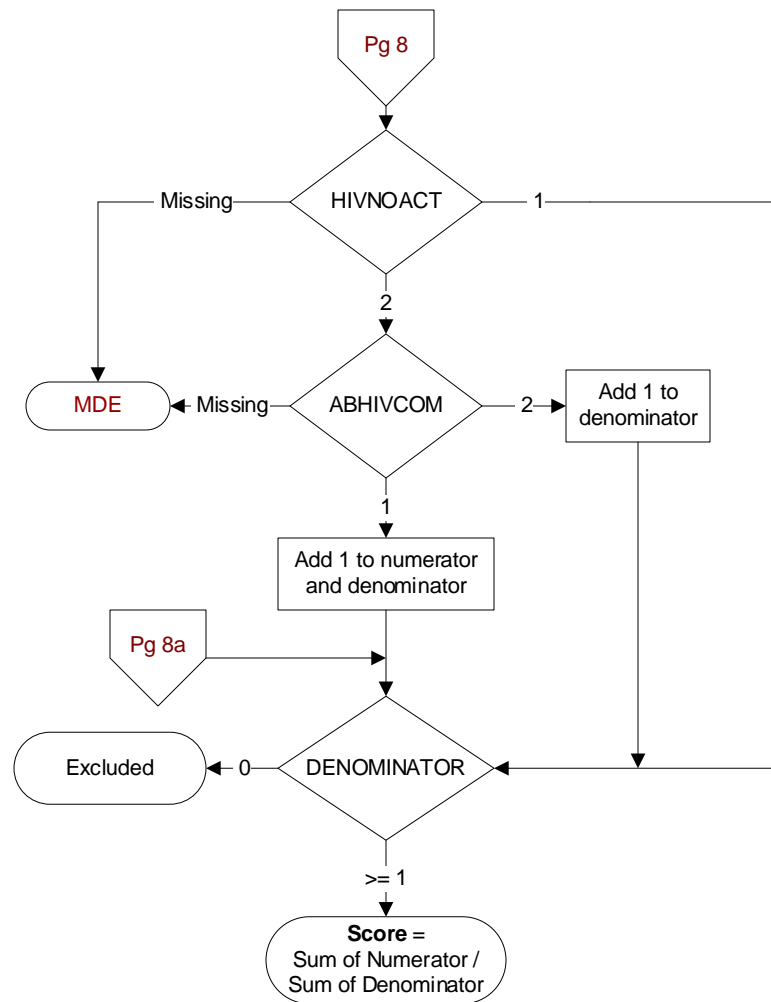 Pg 8
Missing
HIVNOACT
1
2
MDE
Missing
ABHIVCOM
2
Add 1 to
denominator
1
Add 1 to numerator
and denominator
Pg 8a
Excluded
0
DENOMINATOR
>= 1
Score =
Sum of Numerator /
Sum of Denominator